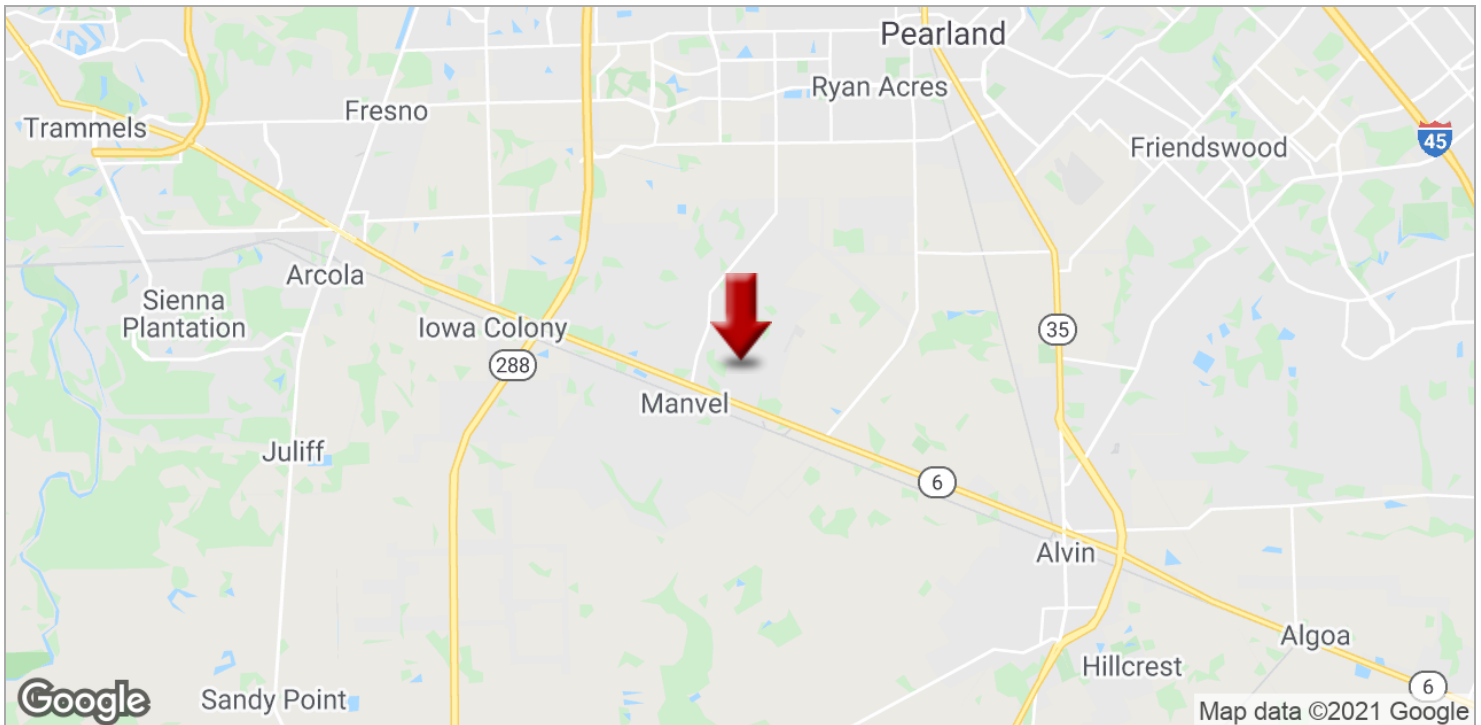 Pearland
Ryan Acres
Fresno
Trammels
45
Friendswood
Arcola
Sienna
Plantation
Iowa Colony
35
288
Manvel
Juliff
6
Alvin
Algoa
Hillcrest
6
Sandy Point
Google
Map data ©2021 Google